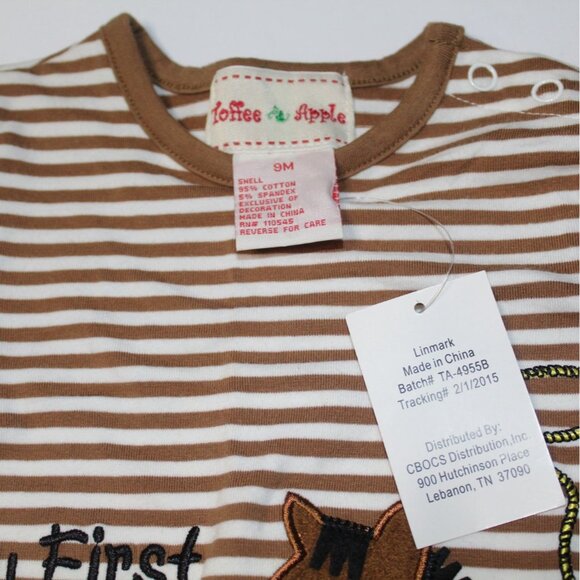 Toffee Apple
9M
SHELL
95% COTTON
5% SPANDEX
EXCLUSIVE OF
DECORATION
MADE IN CHINA
RN# 110545
REVERSE FOR CARE
Linmark
Made in China
Batch# TA-4955B
Tracking# 2/1/2015
Distributed By:
CBOCS Distribution,Inc.
900 Hutchinson Place
Lebanon, TN 37090
First